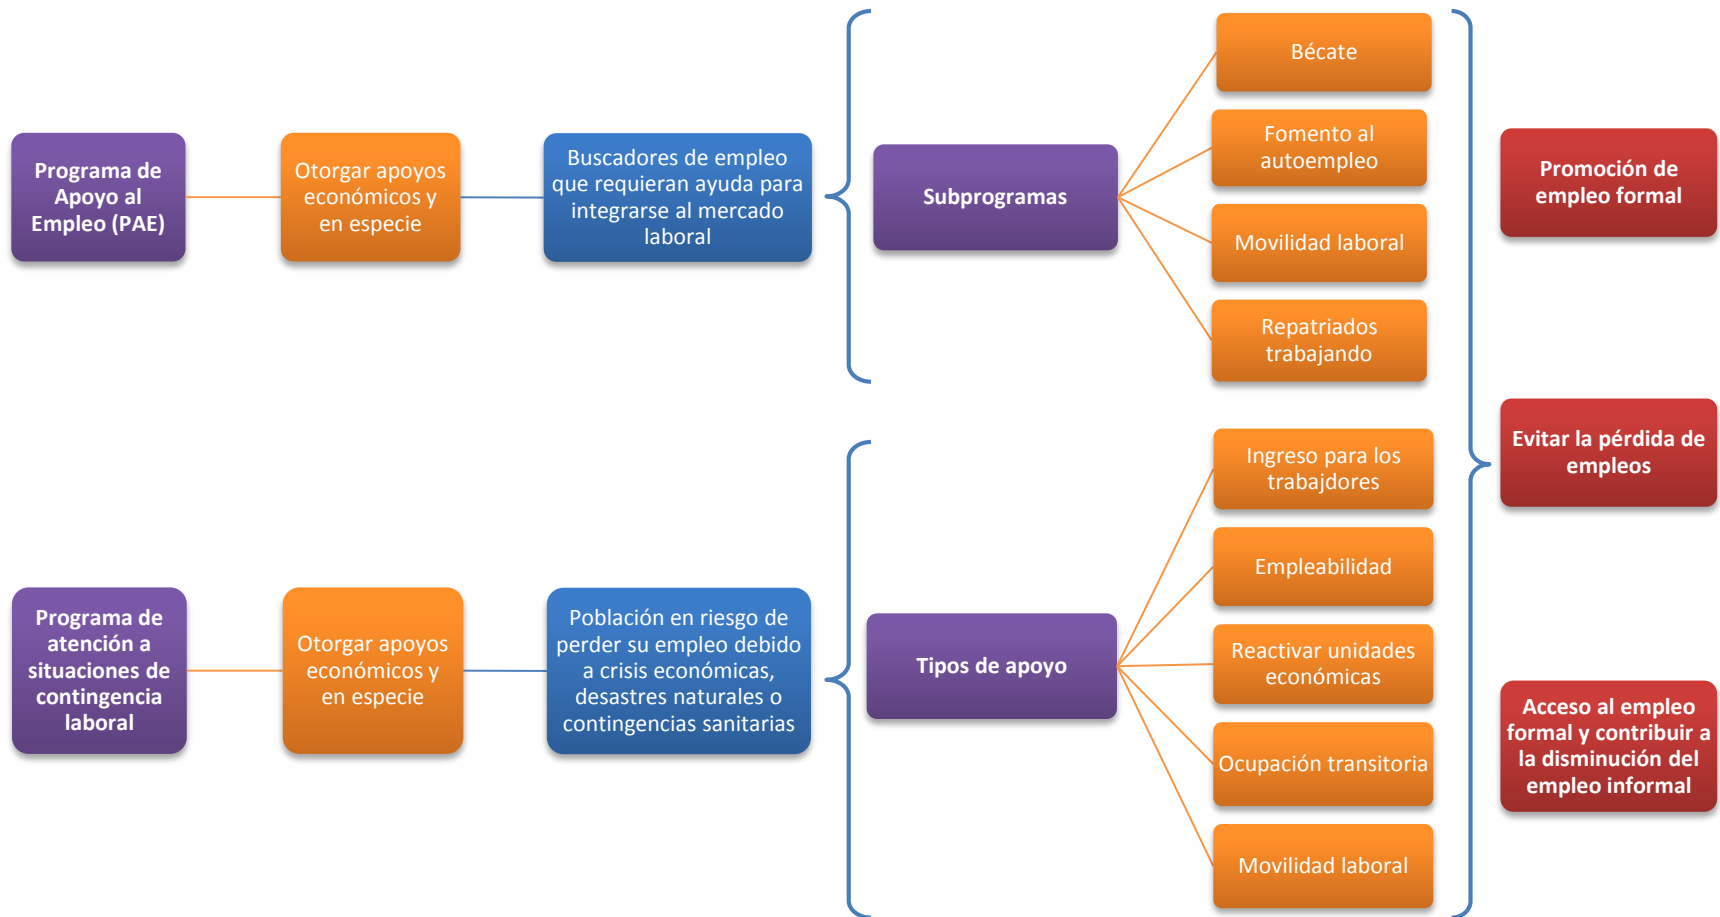 Programa de
Apoyo al
Empleo (PAE)
Otorgar apoyos
económicos y
en especie
Buscadores de empleo
que requieran ayuda para
integrarse al mercado
laboral
Subprogramas
Bécate
Fomento al
autoempleo
Movilidad laboral
Repatriados
trabajando
Promoción de
empleo formal
Evitar la pérdida de
empleos
Acceso al empleo
formal y contribuir a
la disminución del
empleo informal
Programa de
atención a
situaciones de
contingencia
laboral
Otorgar apoyos
económicos y
en especie
Población en riesgo de
perder su empleo debido
a crisis económicas,
desastres naturales o
contingencias sanitarias
Tipos de apoyo
Ingreso para los
trabajdores
Empleabilidad
Reactivar unidades
económicas
Ocupación transitoria
Movilidad laboral